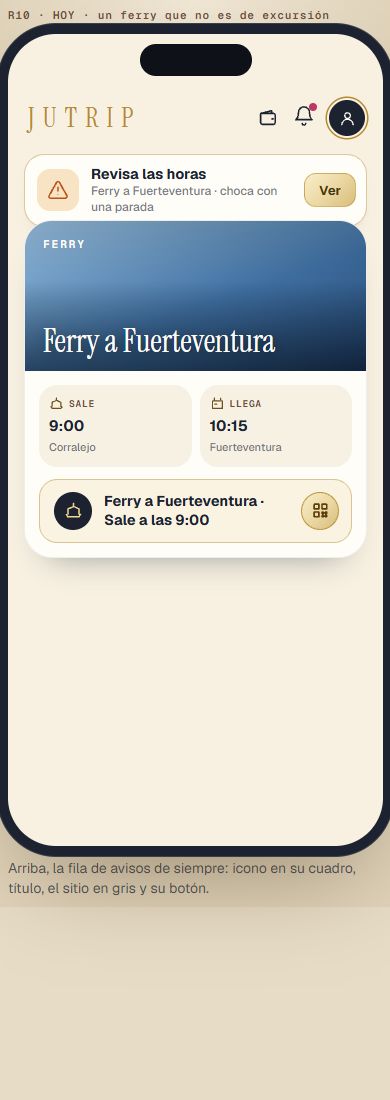 R10 · HOY · un ferry que no es de excursión
JUTRIP
Revisa las horas
Ferry a Fuerteventura · choca con
una parada
Ver
FERRY
Ferry a Fuerteventura
SALE
9:00
Corralejo
LLEGA
10:15
Fuerteventura
Ferry a Fuerteventura ·
Sale a las 9:00
Arriba, la fila de avisos de siempre: icono en su cuadro,
título, el sitio en gris y su botón.